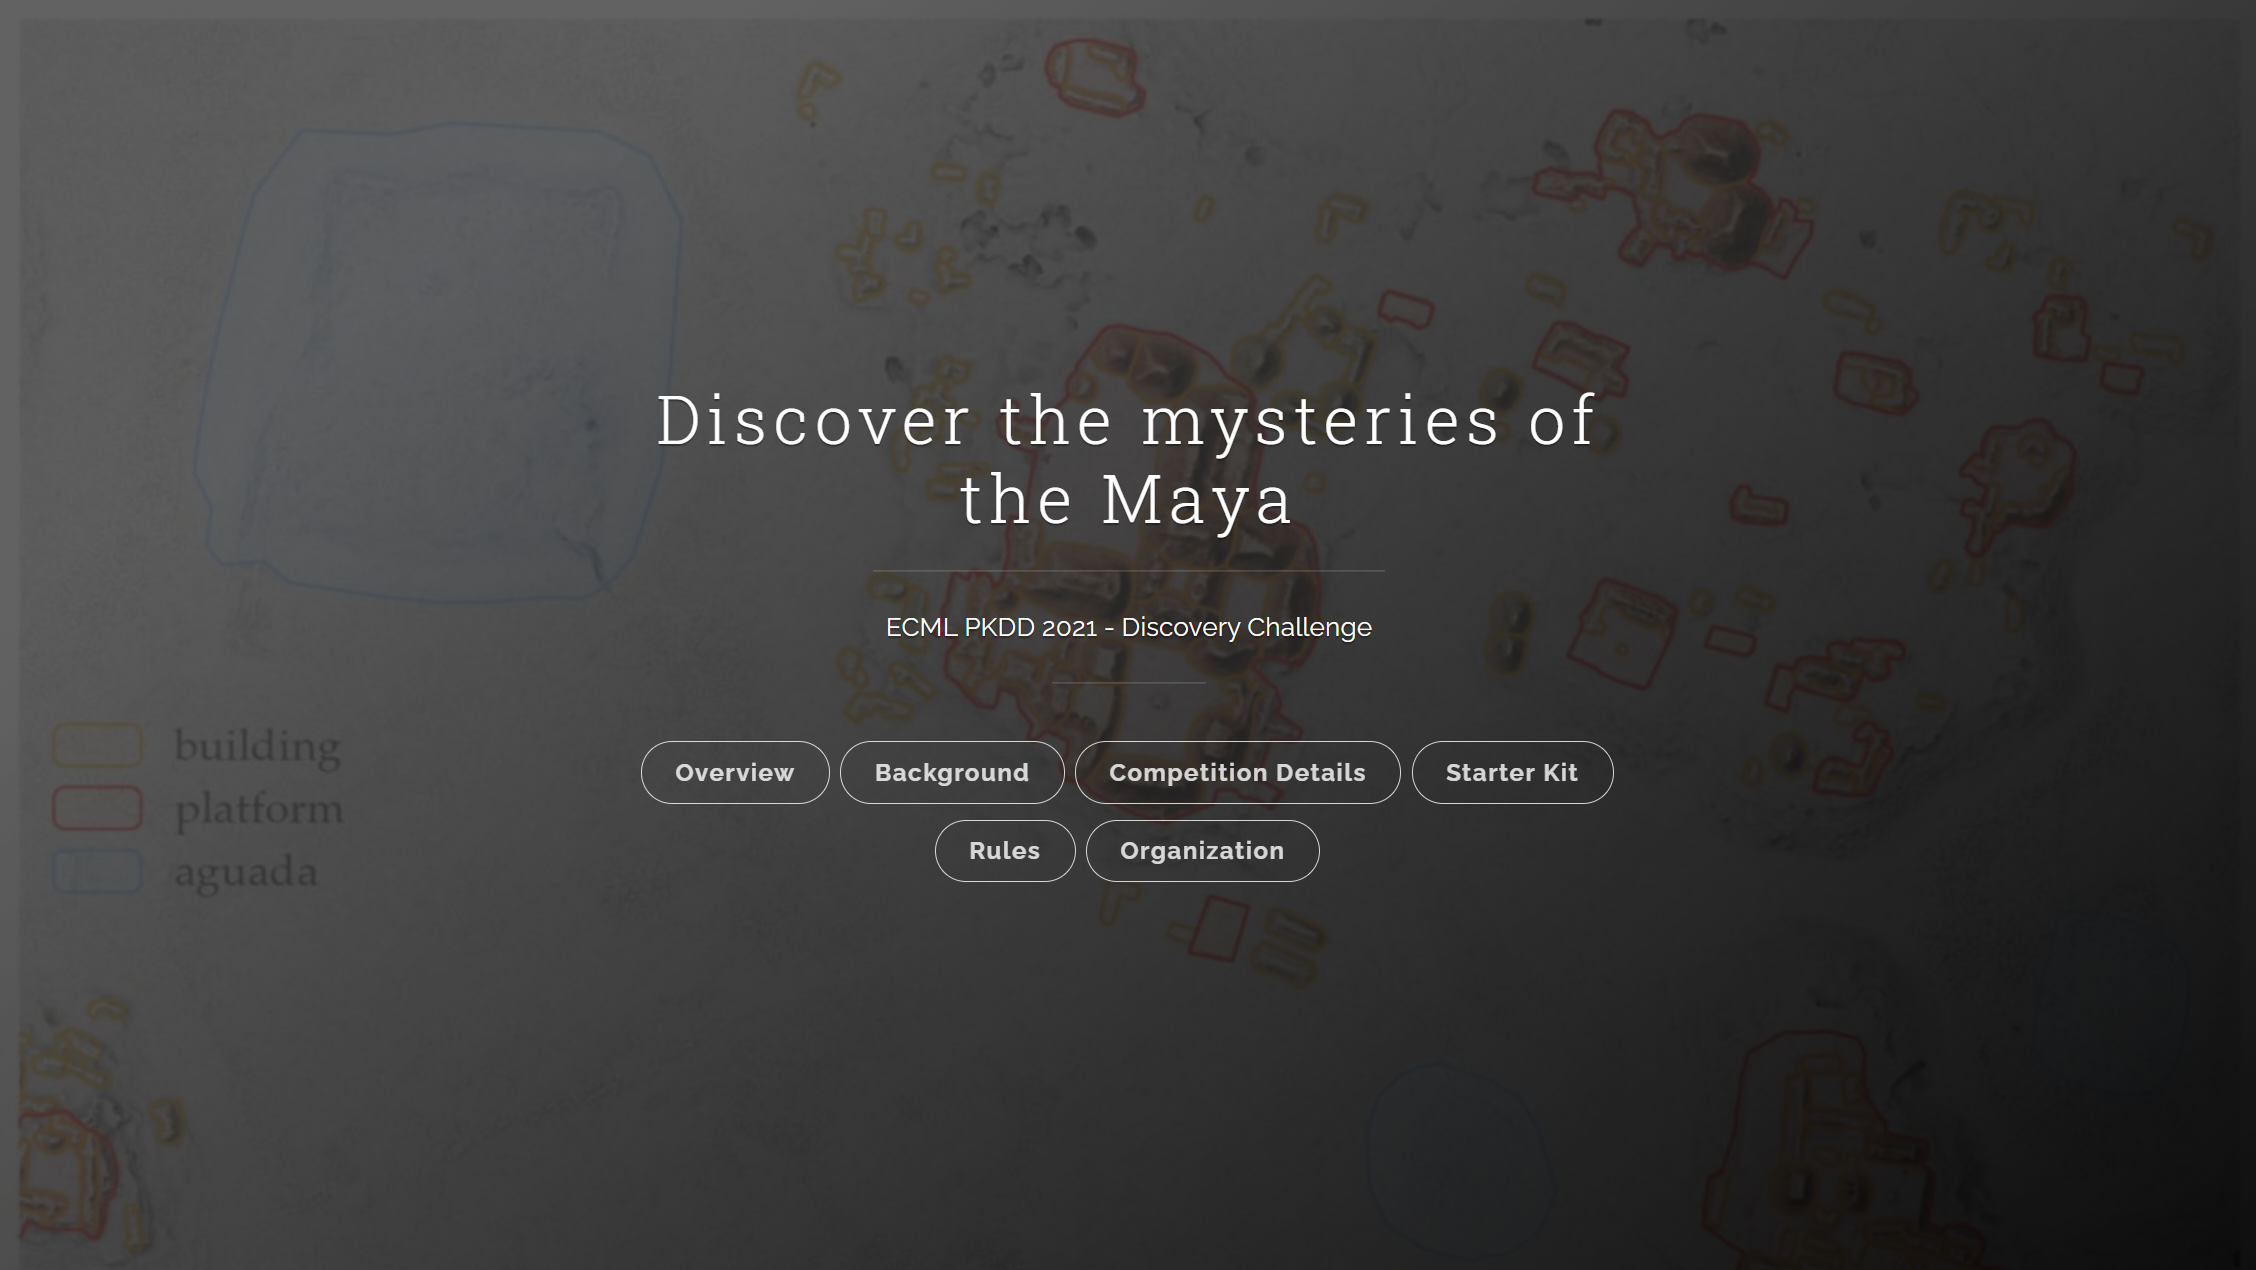 Discover the mysteries of
the Maya
ECML PKDD 2021 - Discovery Challenge
Overview
Background
Competition Details
Starter Kit
Rules
Organization
building
platform
aguada